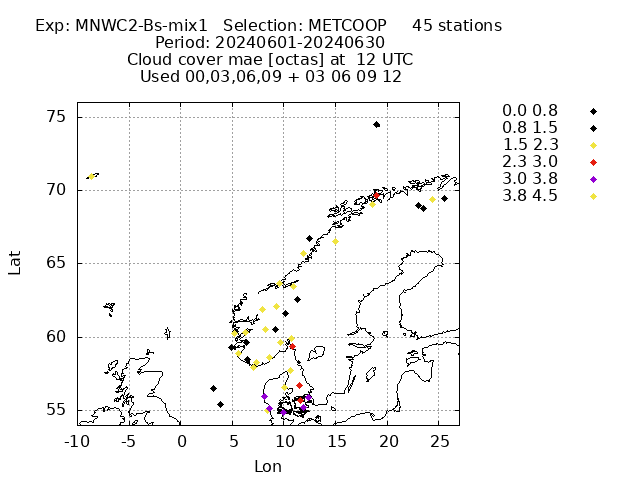 Exp: MNWC2-Bs-mix1 Selection: METCOOP 45 stations
Period: 20240601-20240630
Cloud cover mae [octas] at 12 UTC
Used 00,03,06,09 + 03 06 09 12
0.0 0.8
0.8 1.5
1.5 2.3
2.3 3.0
3.0 3.8
3.8 4.5
75
70
65
60
55
Lat
-10 -5 0 5 10 15 20 25
Lon